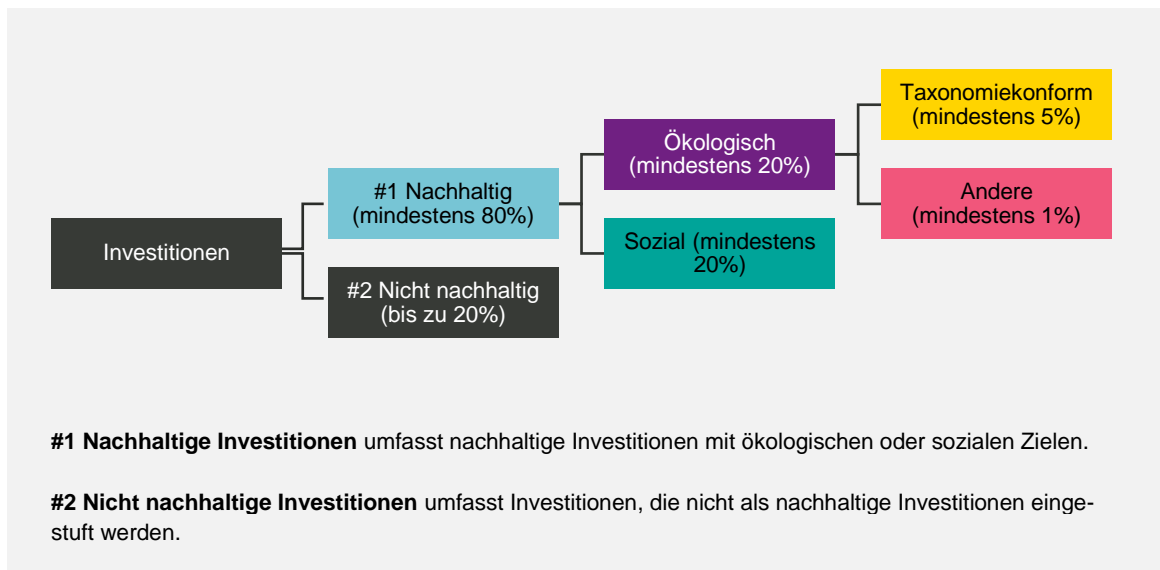 Investitionen
#1 Nachhaltig
(mindestens 80%)
#2 Nicht nachhaltig
(bis zu 20%)
Ökologisch
(mindestens 20%)
Sozial (mindestens
20%)
Taxonomiekonform
(mindestens 5%)
Andere
(mindestens 1%)
#1 Nachhaltige Investitionen umfasst nachhaltige Investitionen mit ökologischen oder sozialen Zielen.
#2 Nicht nachhaltige Investitionen umfasst Investitionen, die nicht als nachhaltige Investitionen einge-
stuft werden.